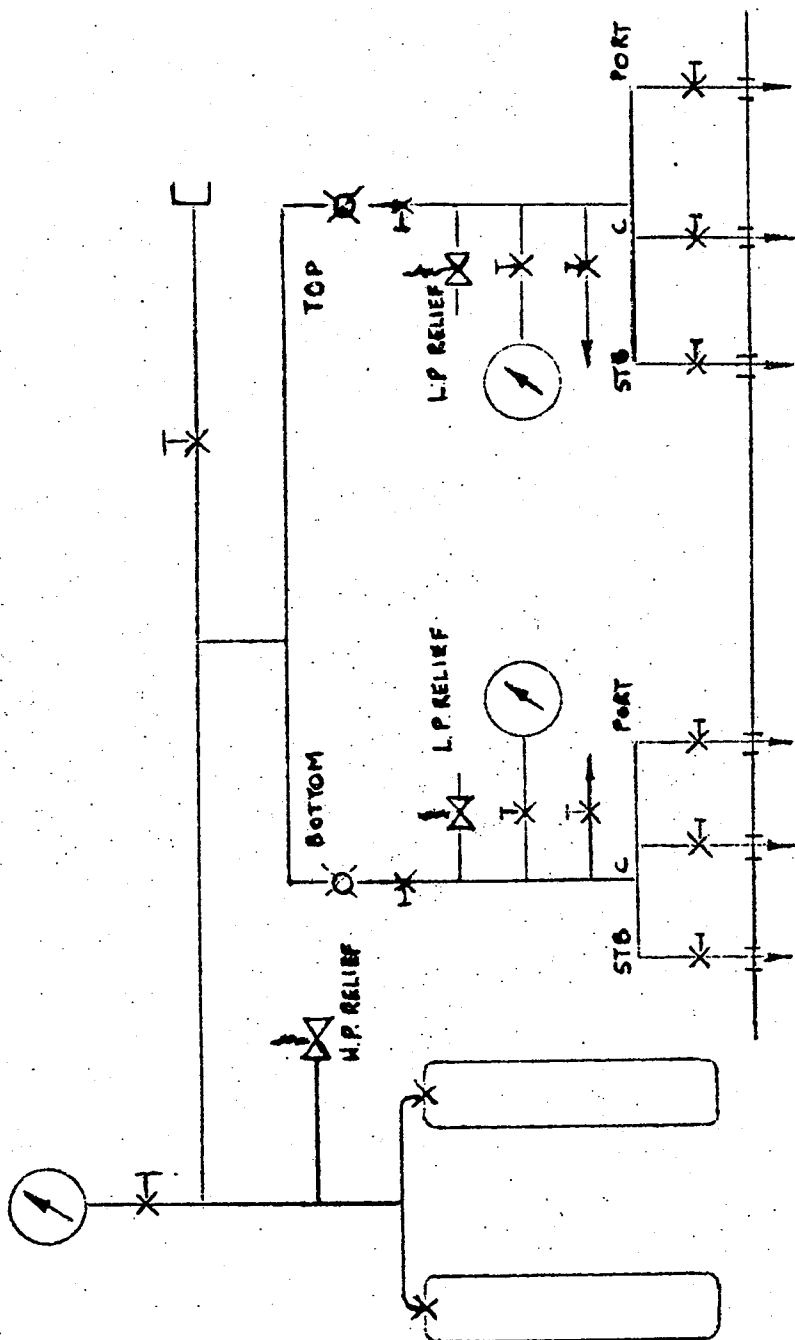 PORT
C
STB
TOP
L.P RELIEF
PORT
C
STB
L.P. RELIEF
BOTTOM
H.P. RELIEF